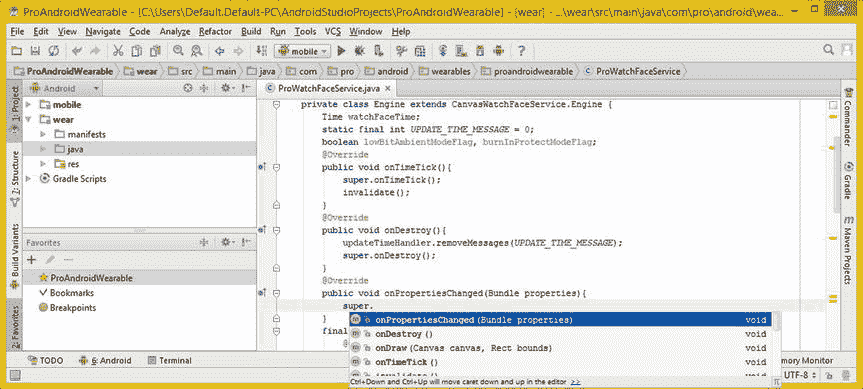 ProAndroidWearable - [C:\Users\Default.Default-PC\AndroidStudioProjects\ProAndroidWearable] - [wear] - ...\wear\src\main\java\com\pro\android\wea...
File Edit View Navigate Code Analyze Refactor Build Run Tools VCS Window Help
mobile
ProAndroidWearable wear src main java com pro android wearables proandroidwearable ProWatchFaceService
1: Project
Z: Structure
Build Variants
2: Favorites
Android
mobile
wear
manifests
java
res
Gradle Scripts
Favorites
ProAndroidWearable
Bookmarks
Breakpoints
ProWatchFaceService.java
private class Engine extends CanvasWatchFaceService.Engine {
Time watchFaceTime;
static final int UPDATE_TIME_MESSAGE = 0;
boolean lowBitAmbientModeFlag, burnInProtectModeFlag;
@Override
public void onTimeTick(){
super.onTimeTick();
invalidate();
}
@Override
public void onDestroy(){
updateTimeHandler.removeMessages(UPDATE_TIME_MESSAGE);
super.onDestroy();
}
@Override
public void onPropertiesChanged(Bundle properties){
super.
}
final
@O
onPropertiesChanged(Bundle properties) void
onDestroy() void
onDraw(Canvas canvas, Rect bounds) void
onTimeTick() void
Ctrl+Down and Ctrl+Up will move caret down and up in the editor >>
Commander
Gradle
Maven Projects
TODO 6: Android Terminal
Memory Monitor
UTF-8